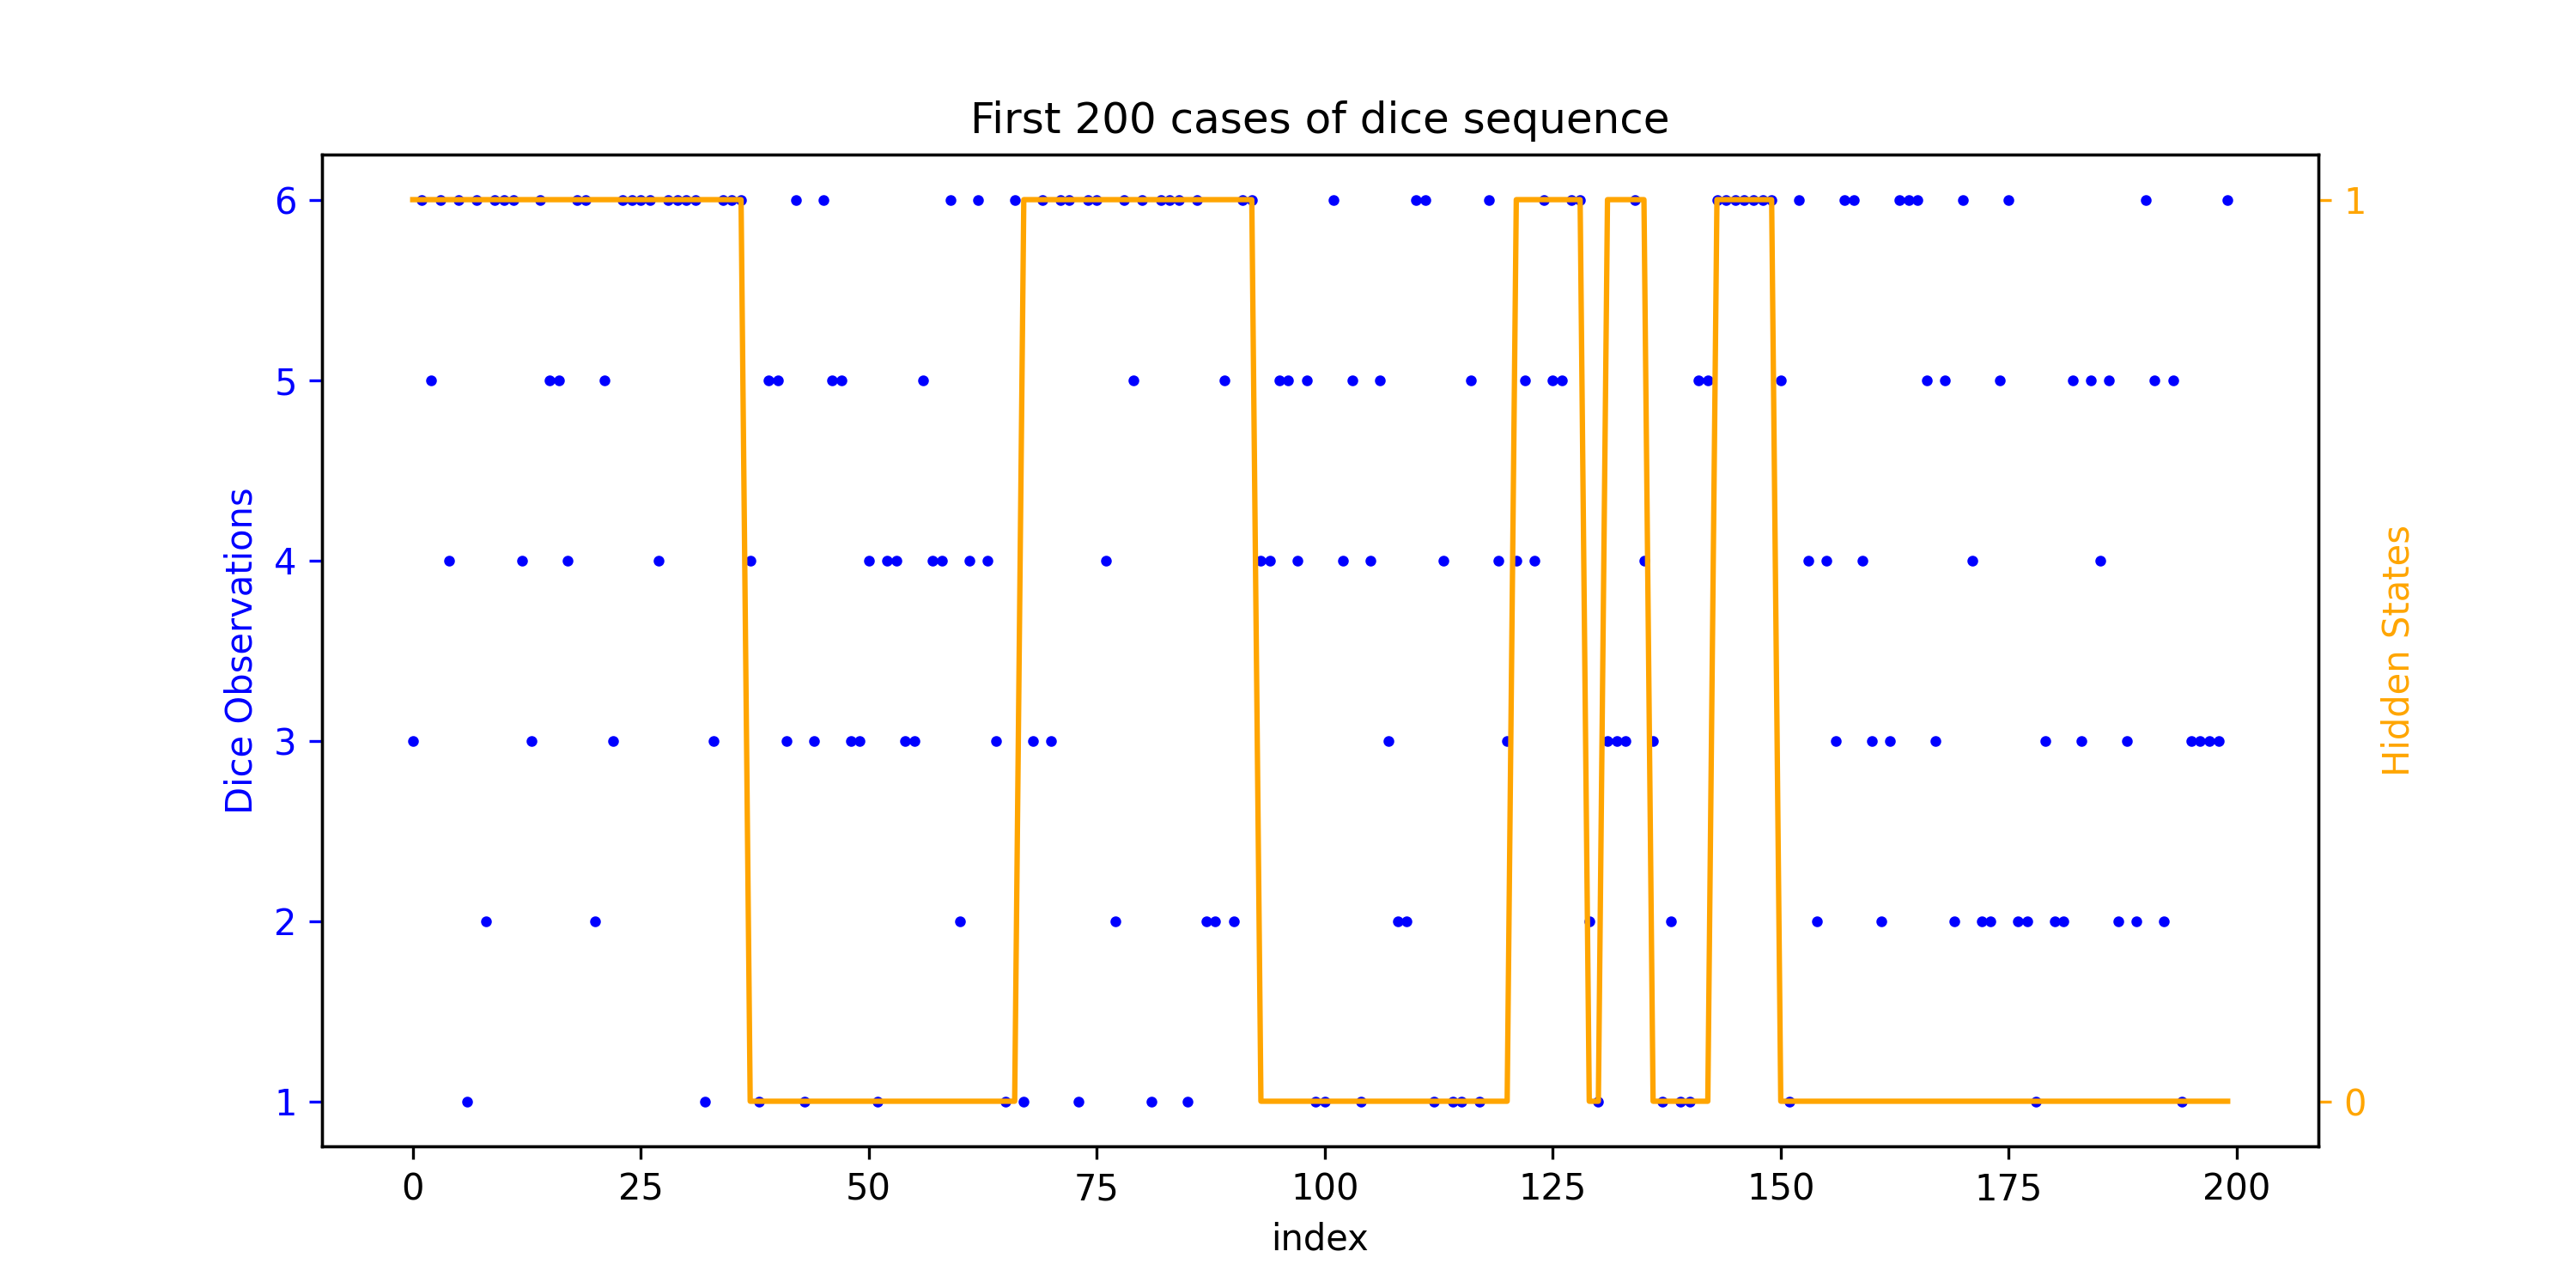 First 200 cases of dice sequence
6
5
4
3
2
1
Dice Observations
1
0
Hidden States
0 25 50 75 100 125 150 175 200
index